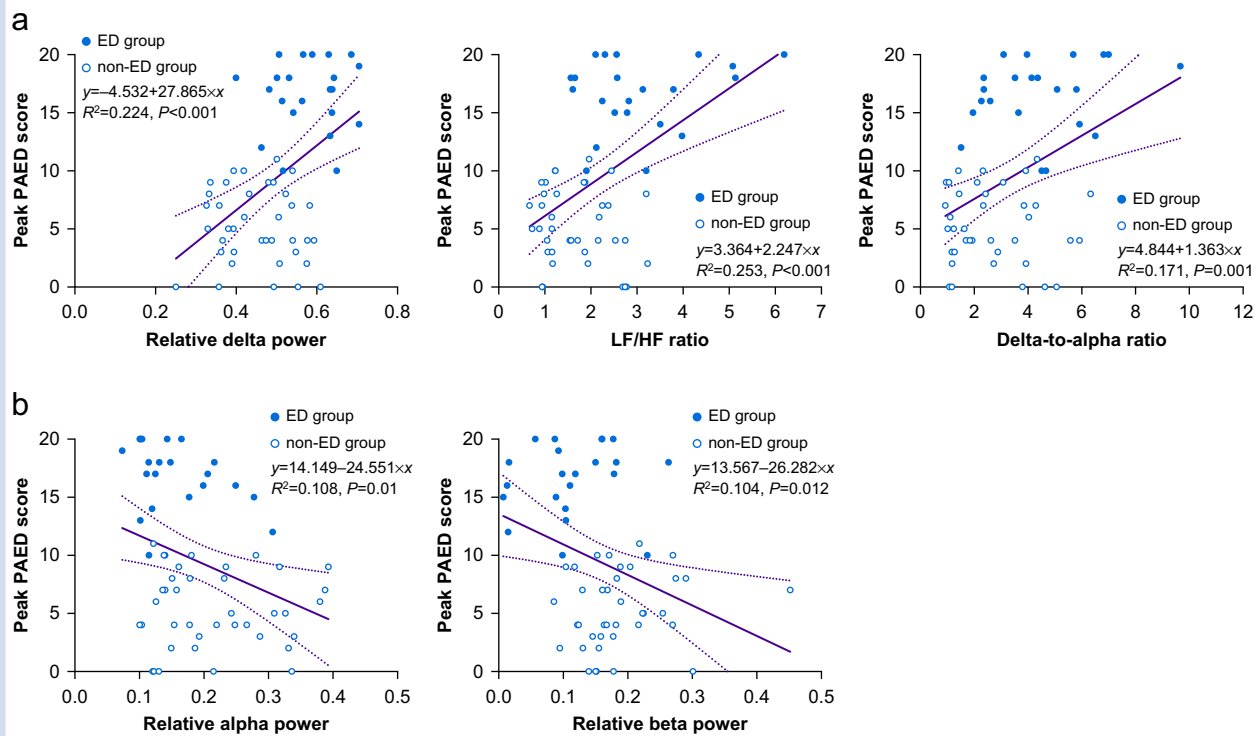 a
ED group
non-ED group
y=–4.532+27.865×x
R²=0.224, P<0.001
Peak PAED score
20
15
10
5
0
0.0 0.2 0.4 0.6 0.8
Relative delta power
Peak PAED score
20
15
10
5
0
ED group
non-ED group
y=3.364+2.247×x
R²=0.253, P<0.001
0 1 2 3 4 5 6 7
LF/HF ratio
Peak PAED score
20
15
10
5
0
ED group
non-ED group
y=4.844+1.363×x
R²=0.171, P=0.001
0 2 4 6 8 10 12
Delta-to-alpha ratio
b
ED group
non-ED group
y=14.149–24.551×x
R²=0.108, P=0.01
Peak PAED score
20
15
10
5
0
0.0 0.1 0.2 0.3 0.4 0.5
Relative alpha power
ED group
non-ED group
y=13.567–26.282×x
R²=0.104, P=0.012
Peak PAED score
20
15
10
5
0
0.0 0.1 0.2 0.3 0.4 0.5
Relative beta power